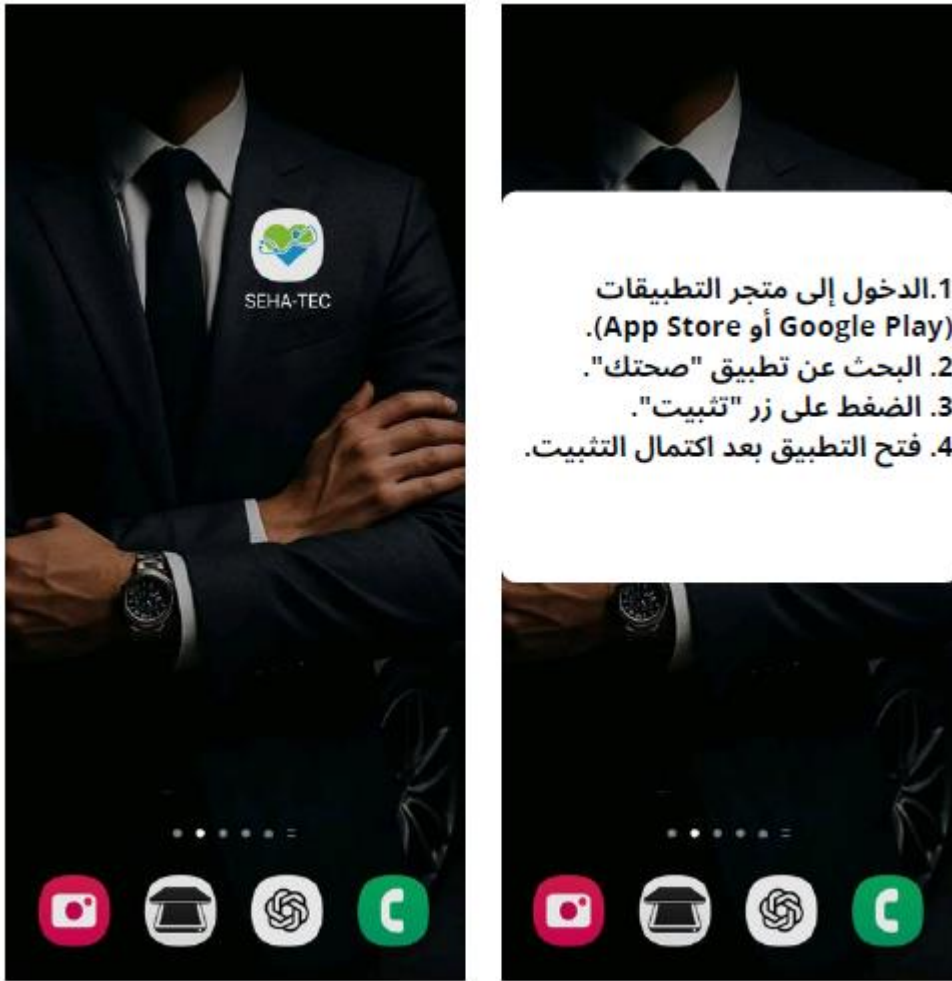 SEHA-TEC
1.الدخول إلى متجر التطبيقات
(Google Play أو App Store).
2. البحث عن تطبيق "صحتك".
3. الضغط على زر "تثبيت".
4. فتح التطبيق بعد اكتمال التثبيت.